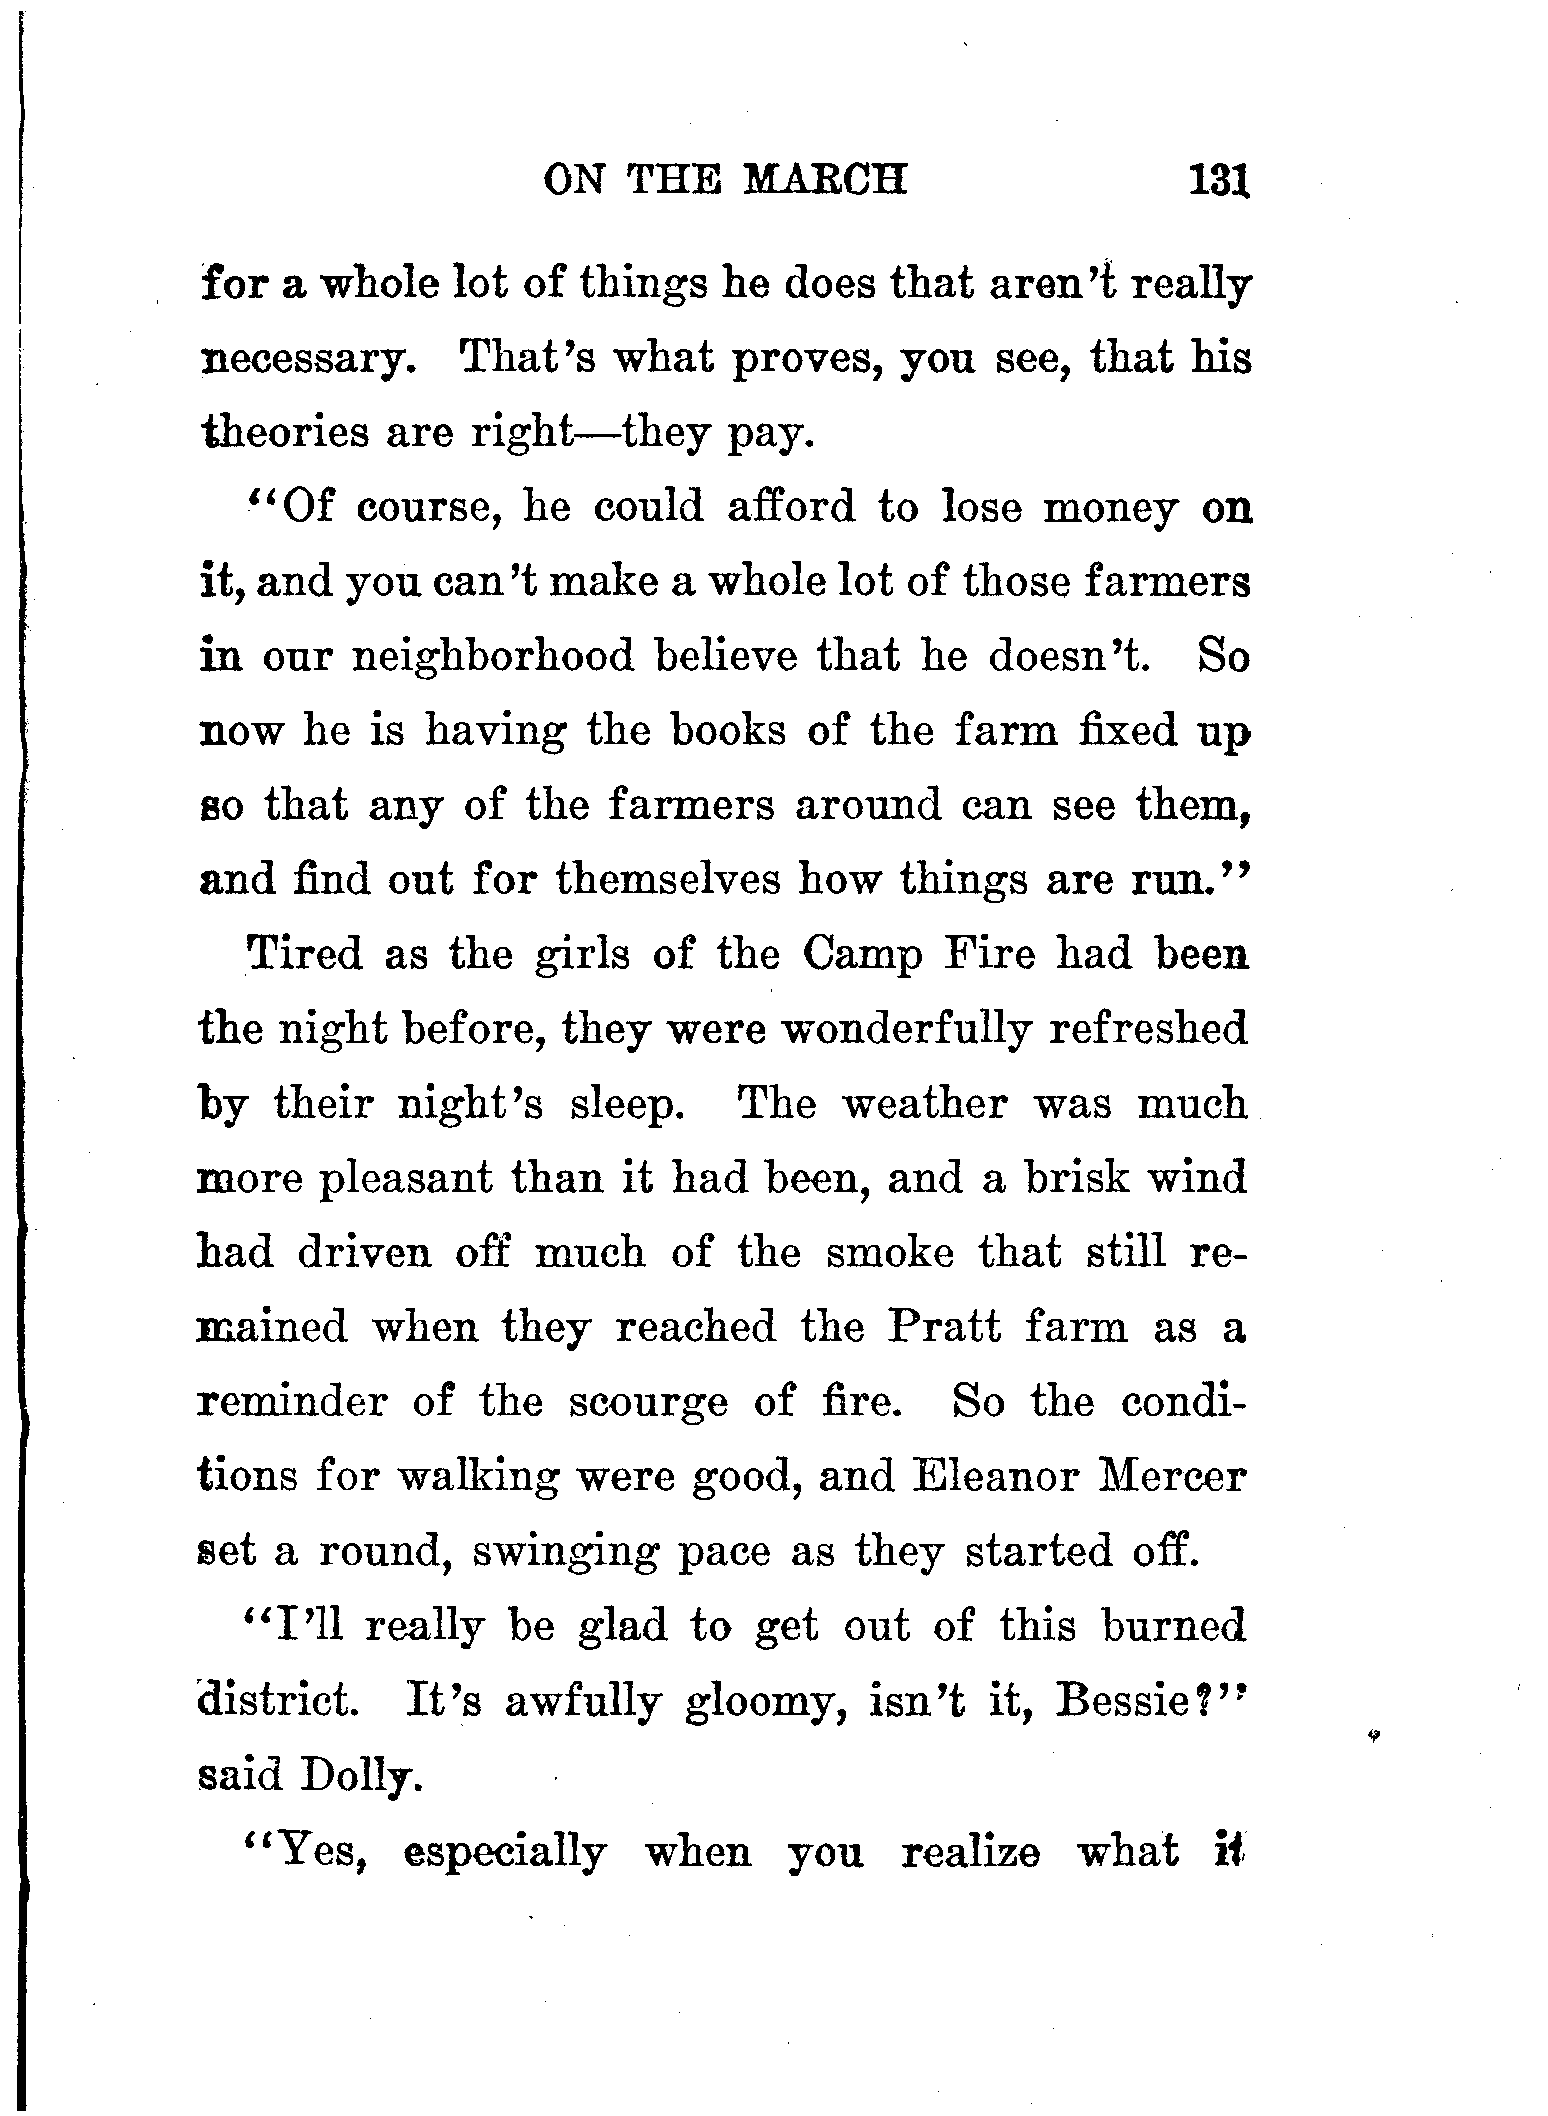 ON THE MARCH 131
for a whole lot of things he does that aren't really
necessary. That's what proves, you see, that his
theories are right—they pay.
"Of course, he could afford to lose money on
it, and you can't make a whole lot of those farmers
in our neighborhood believe that he doesn't. So
now he is having the books of the farm fixed up
so that any of the farmers around can see them,
and find out for themselves how things are run."
Tired as the girls of the Camp Fire had been
the night before, they were wonderfully refreshed
by their night's sleep. The weather was much
more pleasant than it had been, and a brisk wind
had driven off much of the smoke that still re-
mained when they reached the Pratt farm as a
reminder of the scourge of fire. So the condi-
tions for walking were good, and Eleanor Mercer
set a round, swinging pace as they started off.
"I'll really be glad to get out of this burned
district. It's awfully gloomy, isn't it, Bessie?"
said Dolly.
"Yes, especially when you realize what it